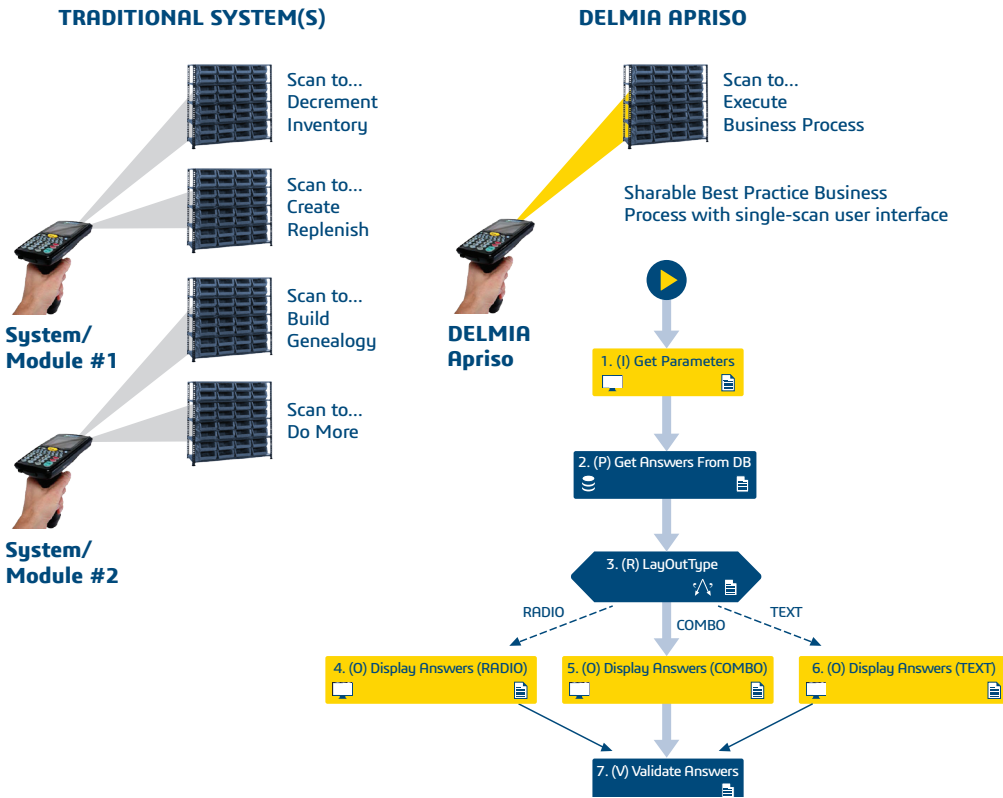 TRADITIONAL SYSTEM(S)
Scan to...
Decrement
Inventory
Scan to...
Create
Replenish
System/
Module #1
Scan to...
Build
Genealogy
Scan to...
Do More
System/
Module #2
DELMIA APRISO
Scan to...
Execute
Business Process
Sharable Best Practice Business
Process with single-scan user interface
DELMIA
Apriso
1. (I) Get Parameters
2. (P) Get Answers From DB
3. (R) LayOutType
RADIO
COMBO
TEXT
4. (O) Display Answers (RADIO)
5. (O) Display Answers (COMBO)
6. (O) Display Answers (TEXT)
7. (V) Validate Answers